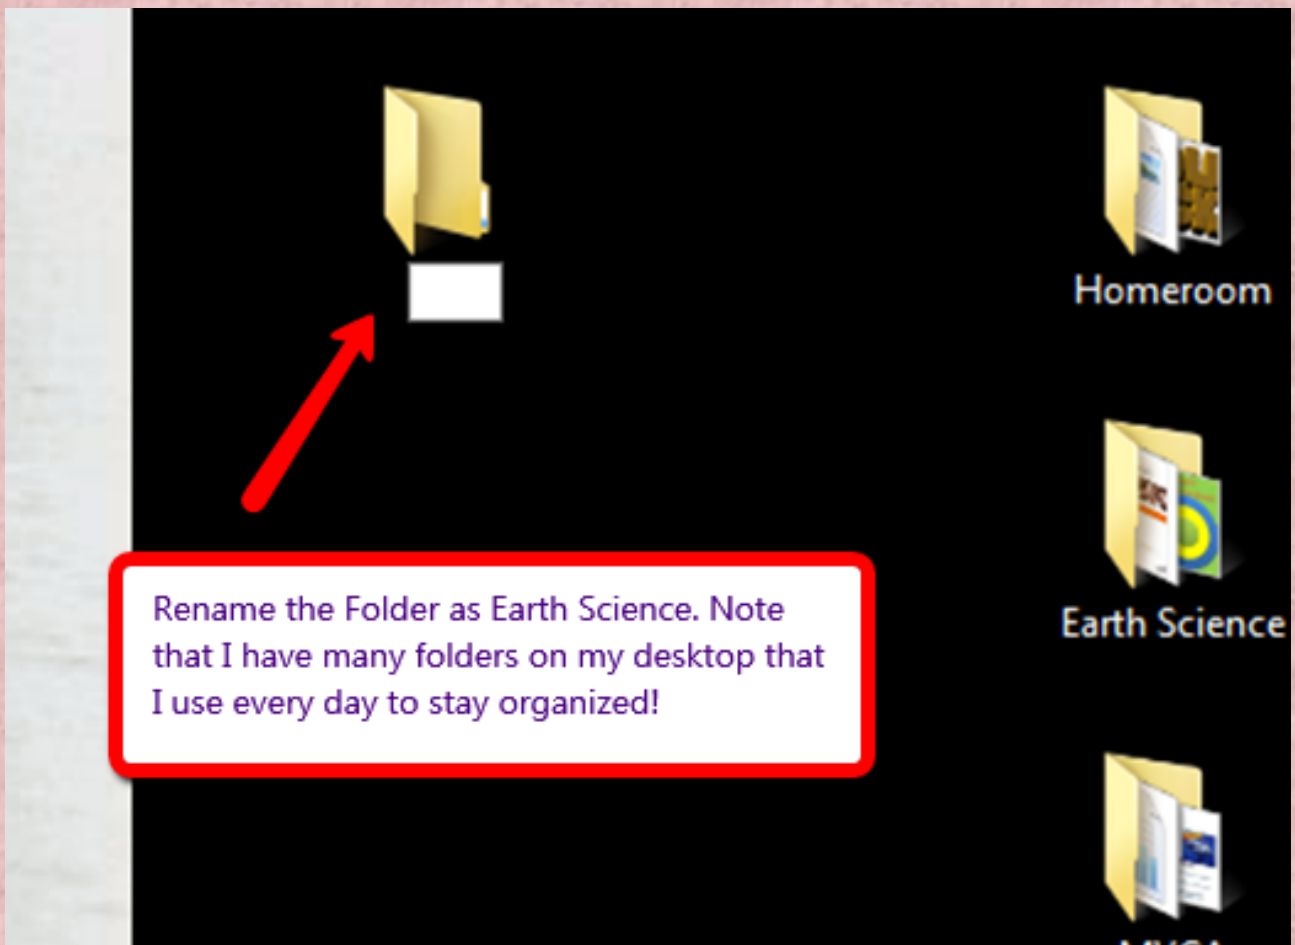 Homeroom
Earth Science
Rename the Folder as Earth Science. Note
that I have many folders on my desktop that
I use every day to stay organized!